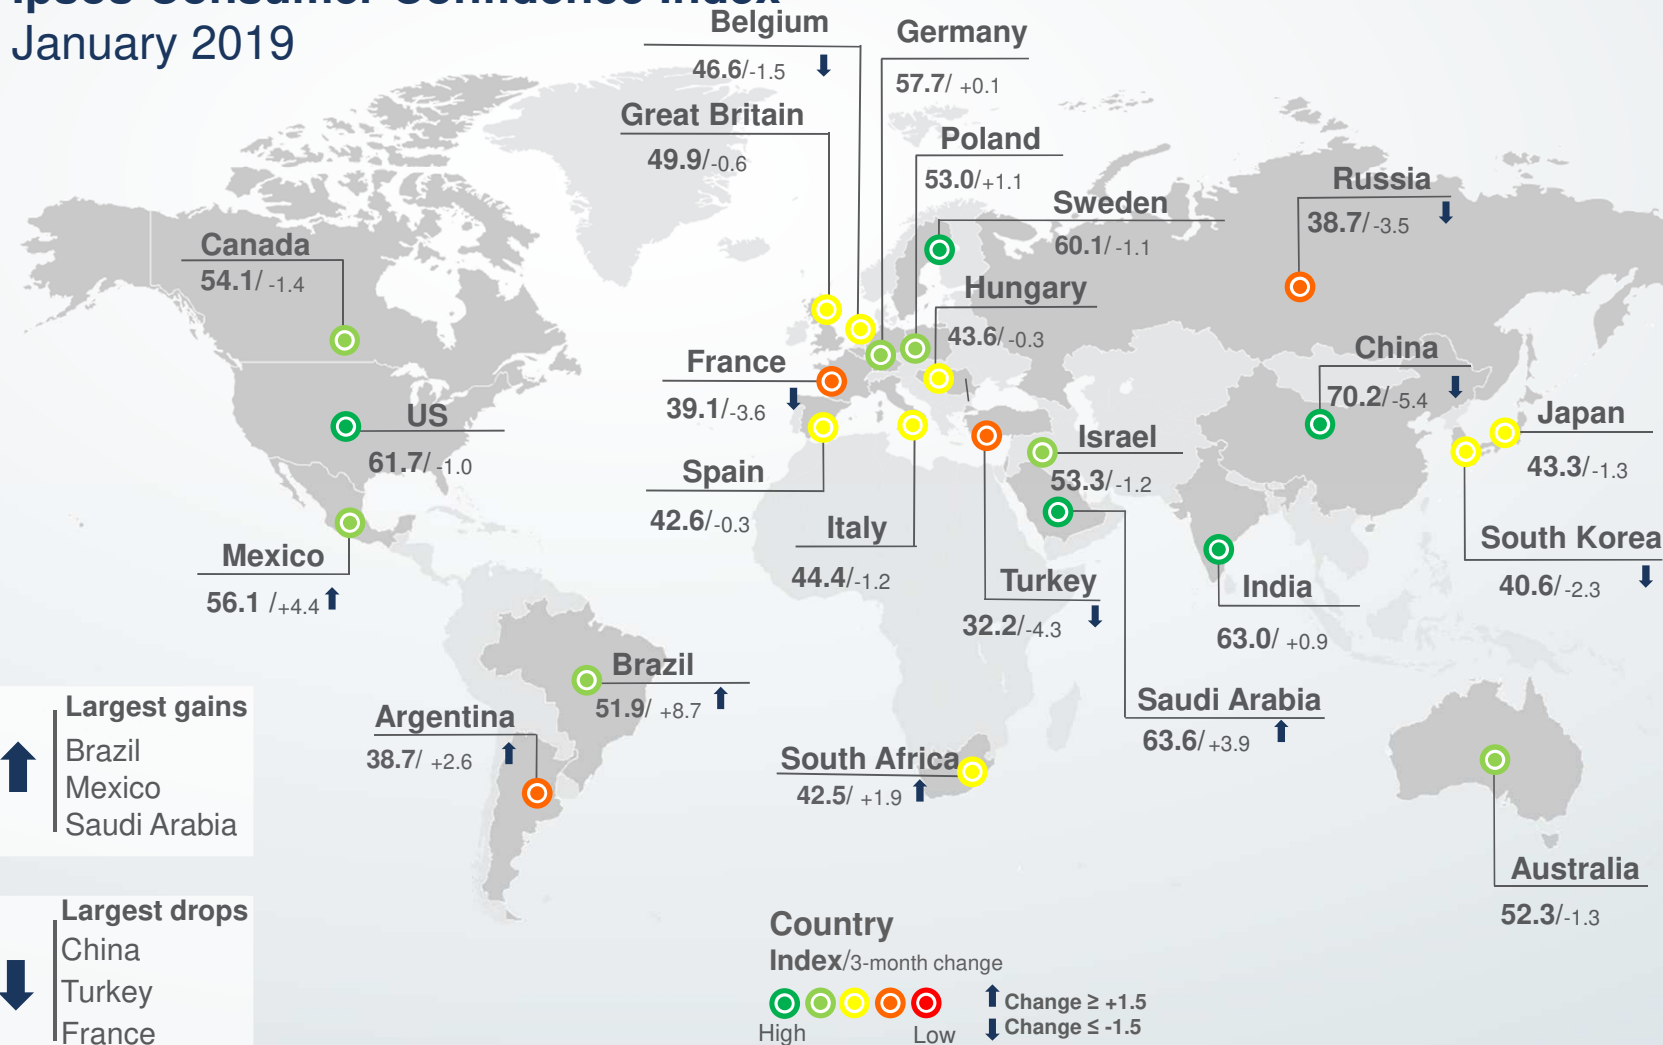 Ipsos Consumer Confidence Index
January 2019
Belgium
46.6/-1.5
Germany
57.7/ +0.1
Great Britain
49.9/-0.6
Poland
53.0/+1.1
Sweden
60.1/-1.1
Russia
38.7/-3.5
Canada
54.1/ -1.4
Hungary
43.6/-0.3
France
39.1/-3.6
China
70.2/-5.4
US
61.7/ -1.0
Israel
53.3/-1.2
Japan
43.3/-1.3
Spain
42.6/-0.3
Italy
44.4/-1.2
South Korea
40.6/-2.3
Mexico
56.1 /+4.4
Turkey
32.2/-4.3
India
63.0/ +0.9
Brazil
51.9/ +8.7
Argentina
38.7/ +2.6
Saudi Arabia
63.6/+3.9
South Africa
42.5/ +1.9
Australia
52.3/-1.3
Largest gains
Brazil
Mexico
Saudi Arabia
Largest drops
China
Turkey
France
Country
Index/3-month change
High
Low
Change ≥ +1.5
Change ≤ -1.5